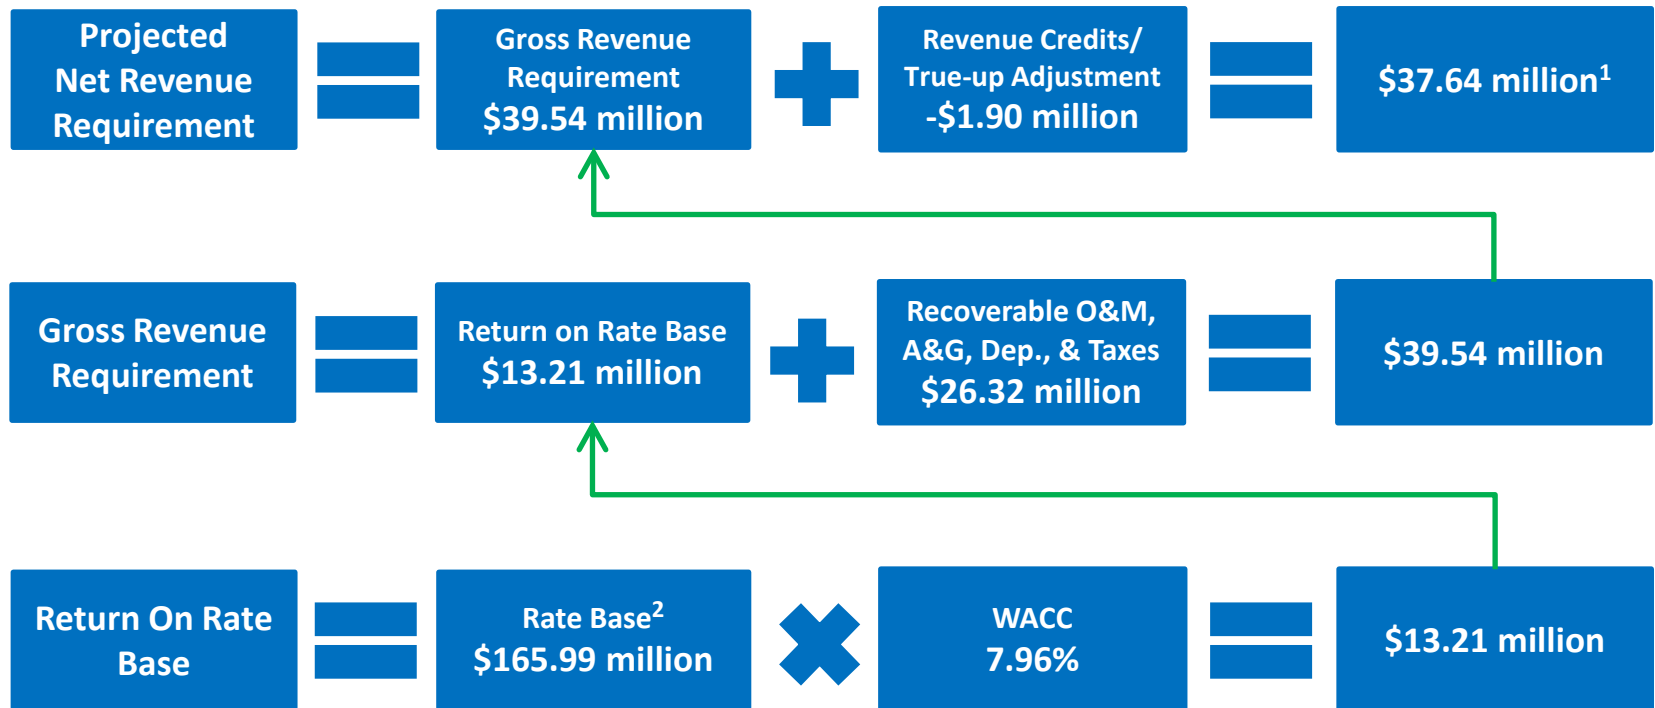 Projected
Net Revenue
Requirement
Gross Revenue
Requirement
$39.54 million
Revenue Credits/
True-up Adjustment
-$1.90 million
$37.64 million¹
Gross Revenue
Requirement
Return on Rate Base
$13.21 million
Recoverable O&M,
A&G, Dep., & Taxes
$26.32 million
$39.54 million
Return On Rate
Base
Rate Base²
$165.99 million
WACC
7.96%
$13.21 million